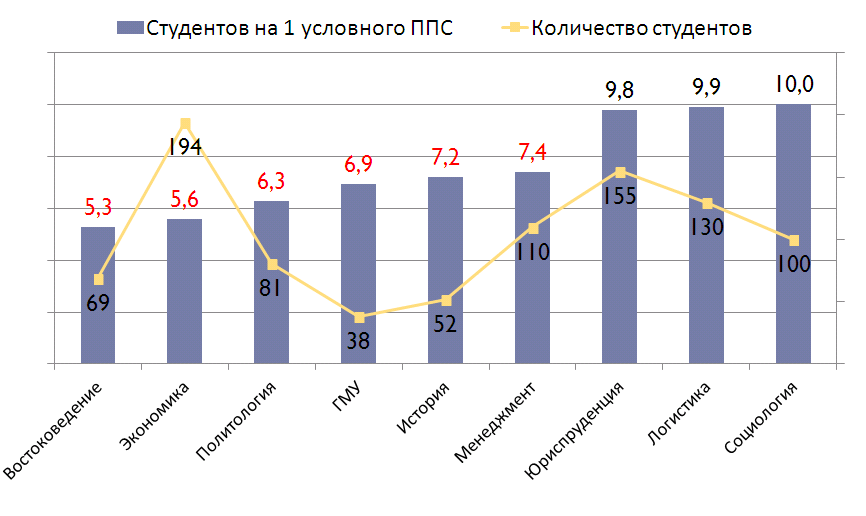 Студентов на 1 условного ППС
Количество студентов
5,3
5,6
6,3
6,9
7,2
7,4
9,8
9,9
10,0
69
194
81
38
52
110
155
130
100
Востоковедение
Экономика
Политология
ГМУ
История
Менеджмент
Юриспруденция
Логистика
Социология